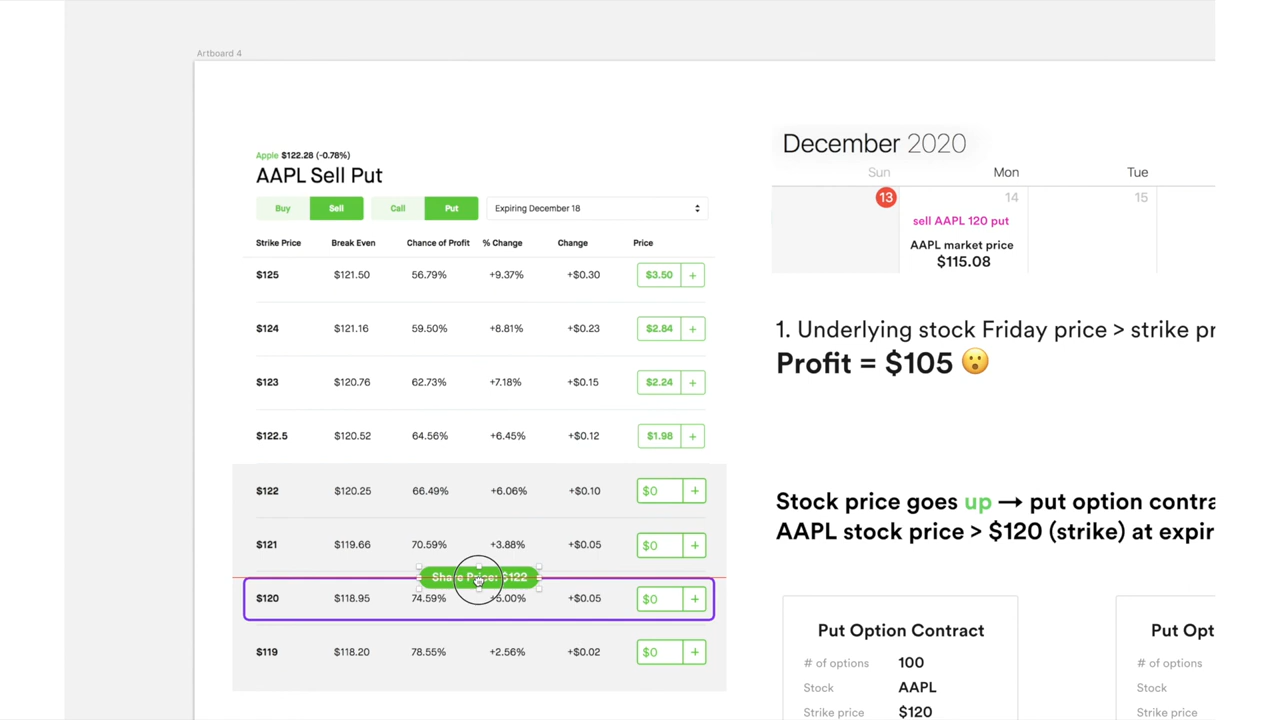 Artboard 4
Apple $122.28 (-0.78%)
AAPL Sell Put
Buy Sell Call Put Expiring December 18
Strike Price Break Even Chance of Profit % Change Change Price
$125 $121.50 56.79% +9.37% +$0.30 $3.50 +
$124 $121.16 59.50% +8.81% +$0.23 $2.84 +
$123 $120.76 62.73% +7.18% +$0.15 $2.24 +
$122.5 $120.52 64.56% +6.45% +$0.12 $1.98 +
$122 $120.25 66.49% +6.06% +$0.10 $0 +
$121 $119.66 70.59% +3.88% +$0.05 $0 +
Share Price: $122
$120 $118.95 74.59% +5.00% +$0.05 $0 +
$119 $118.20 78.55% +2.56% +$0.02 $0 +
December 2020
Sun Mon Tue
13 14 15
sell AAPL 120 put
AAPL market price
$115.08
1. Underlying stock Friday price > strike pr
Profit = $105 😮
Stock price goes up → put option contra
AAPL stock price > $120 (strike) at expir
Put Option Contract
# of options 100
Stock AAPL
Strike price $120
Put Opt
# of options
Stock
Strike price